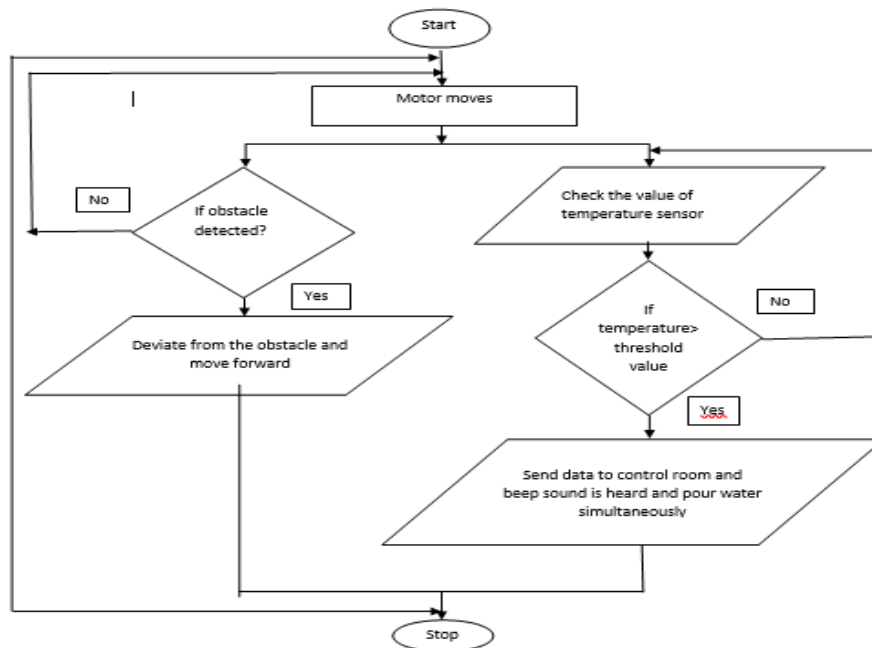 Start
Motor moves
No
If obstacle
detected?
Check the value of
temperature sensor
Yes
No
If
temperature>
threshold
value
Deviate from the obstacle and
move forward
Yes
Send data to control room and
beep sound is heard and pour water
simultaneously
Stop